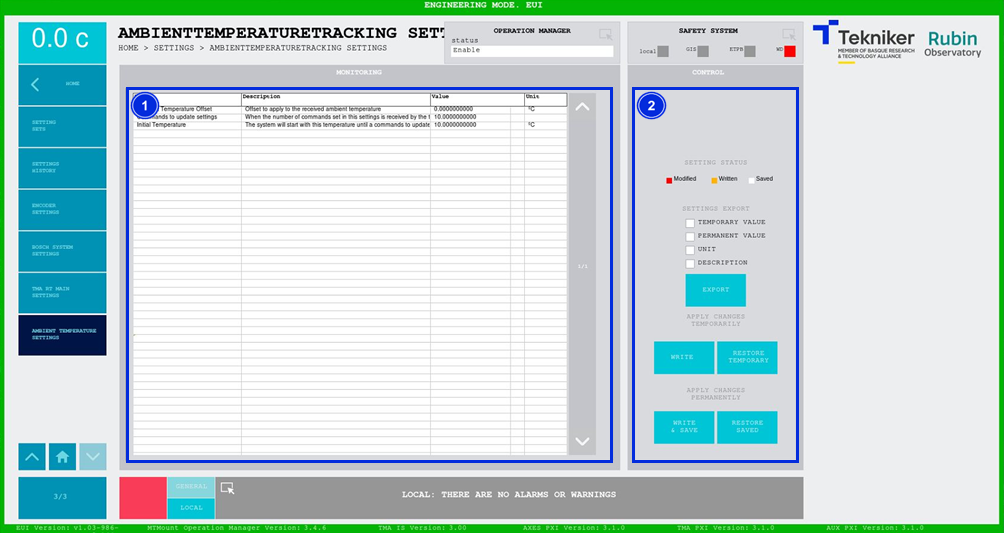 ENGINEERING MODE. EUI
0.0 c
AMBIENTTEMPERATURETRACKING SETT
HOME > SETTINGS > AMBIENTTEMPERATURETRACKING SETTINGS
OPERATION MANAGER
status
Enable
SAFETY SYSTEM
local
GIS
ETPB
WD
Tekniker
MEMBER OF BASQUE RESEARCH
& TECHNOLOGY ALLIANCE
Rubin
Observatory
HOME
SETTING
SETS
SETTINGS
HISTORY
ENCODER
SETTINGS
BOSCH SYSTEM
SETTINGS
TMA RT MAIN
SETTINGS
AMBIENT TEMPERATURE
SETTINGS
3/3
MONITORING
1
Description Value Unit
Temperature Offset Offset to apply to the received ambient temperature 0.0000000000 ºC
ands to update settings When the number of commands set in this settings is received by the t 10.0000000000
Initial Temperature The system will start with this temperature until a commands to update 10.0000000000 ºC
1/1
CONTROL
2
SETTING STATUS
Modified Written Saved
SETTINGS EXPORT
TEMPORARY VALUE
PERMANENT VALUE
UNIT
DESCRIPTION
EXPORT
APPLY CHANGES
TEMPORARILY
WRITE
RESTORE
TEMPORARY
APPLY CHANGES
PERMANENTLY
WRITE
& SAVE
RESTORE
SAVED
GENERAL
LOCAL
LOCAL: THERE ARE NO ALARMS OR WARNINGS
EUI Version: v1.03-986- MTMount Operation Manager Version: 3.4.6 TMA IS Version: 3.00 AXES PXI Version: 3.1.0 TMA PXI Version: 3.1.0 AUX PXI Version: 3.1.0